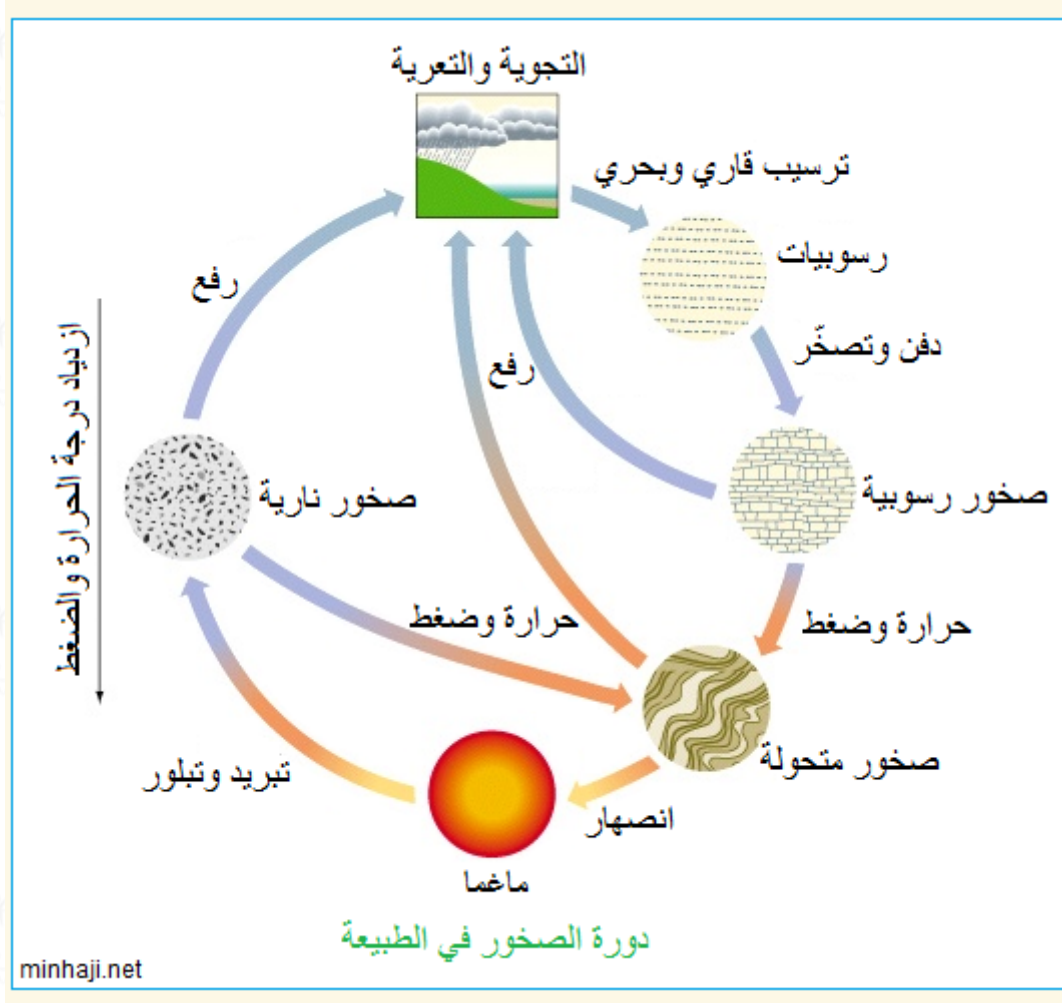 التجوية والتعرية
ترسيب قاري وبحري
رسوبيات
رفع
دفن وتصخّر
رفع
ازدياد درجة الحرارة والضغط
صخور نارية
صخور رسوبية
حرارة وضغط
حرارة وضغط
صخور متحولة
تبريد وتبلور
انصهار
ماغما
دورة الصخور في الطبيعة
minhaji.net